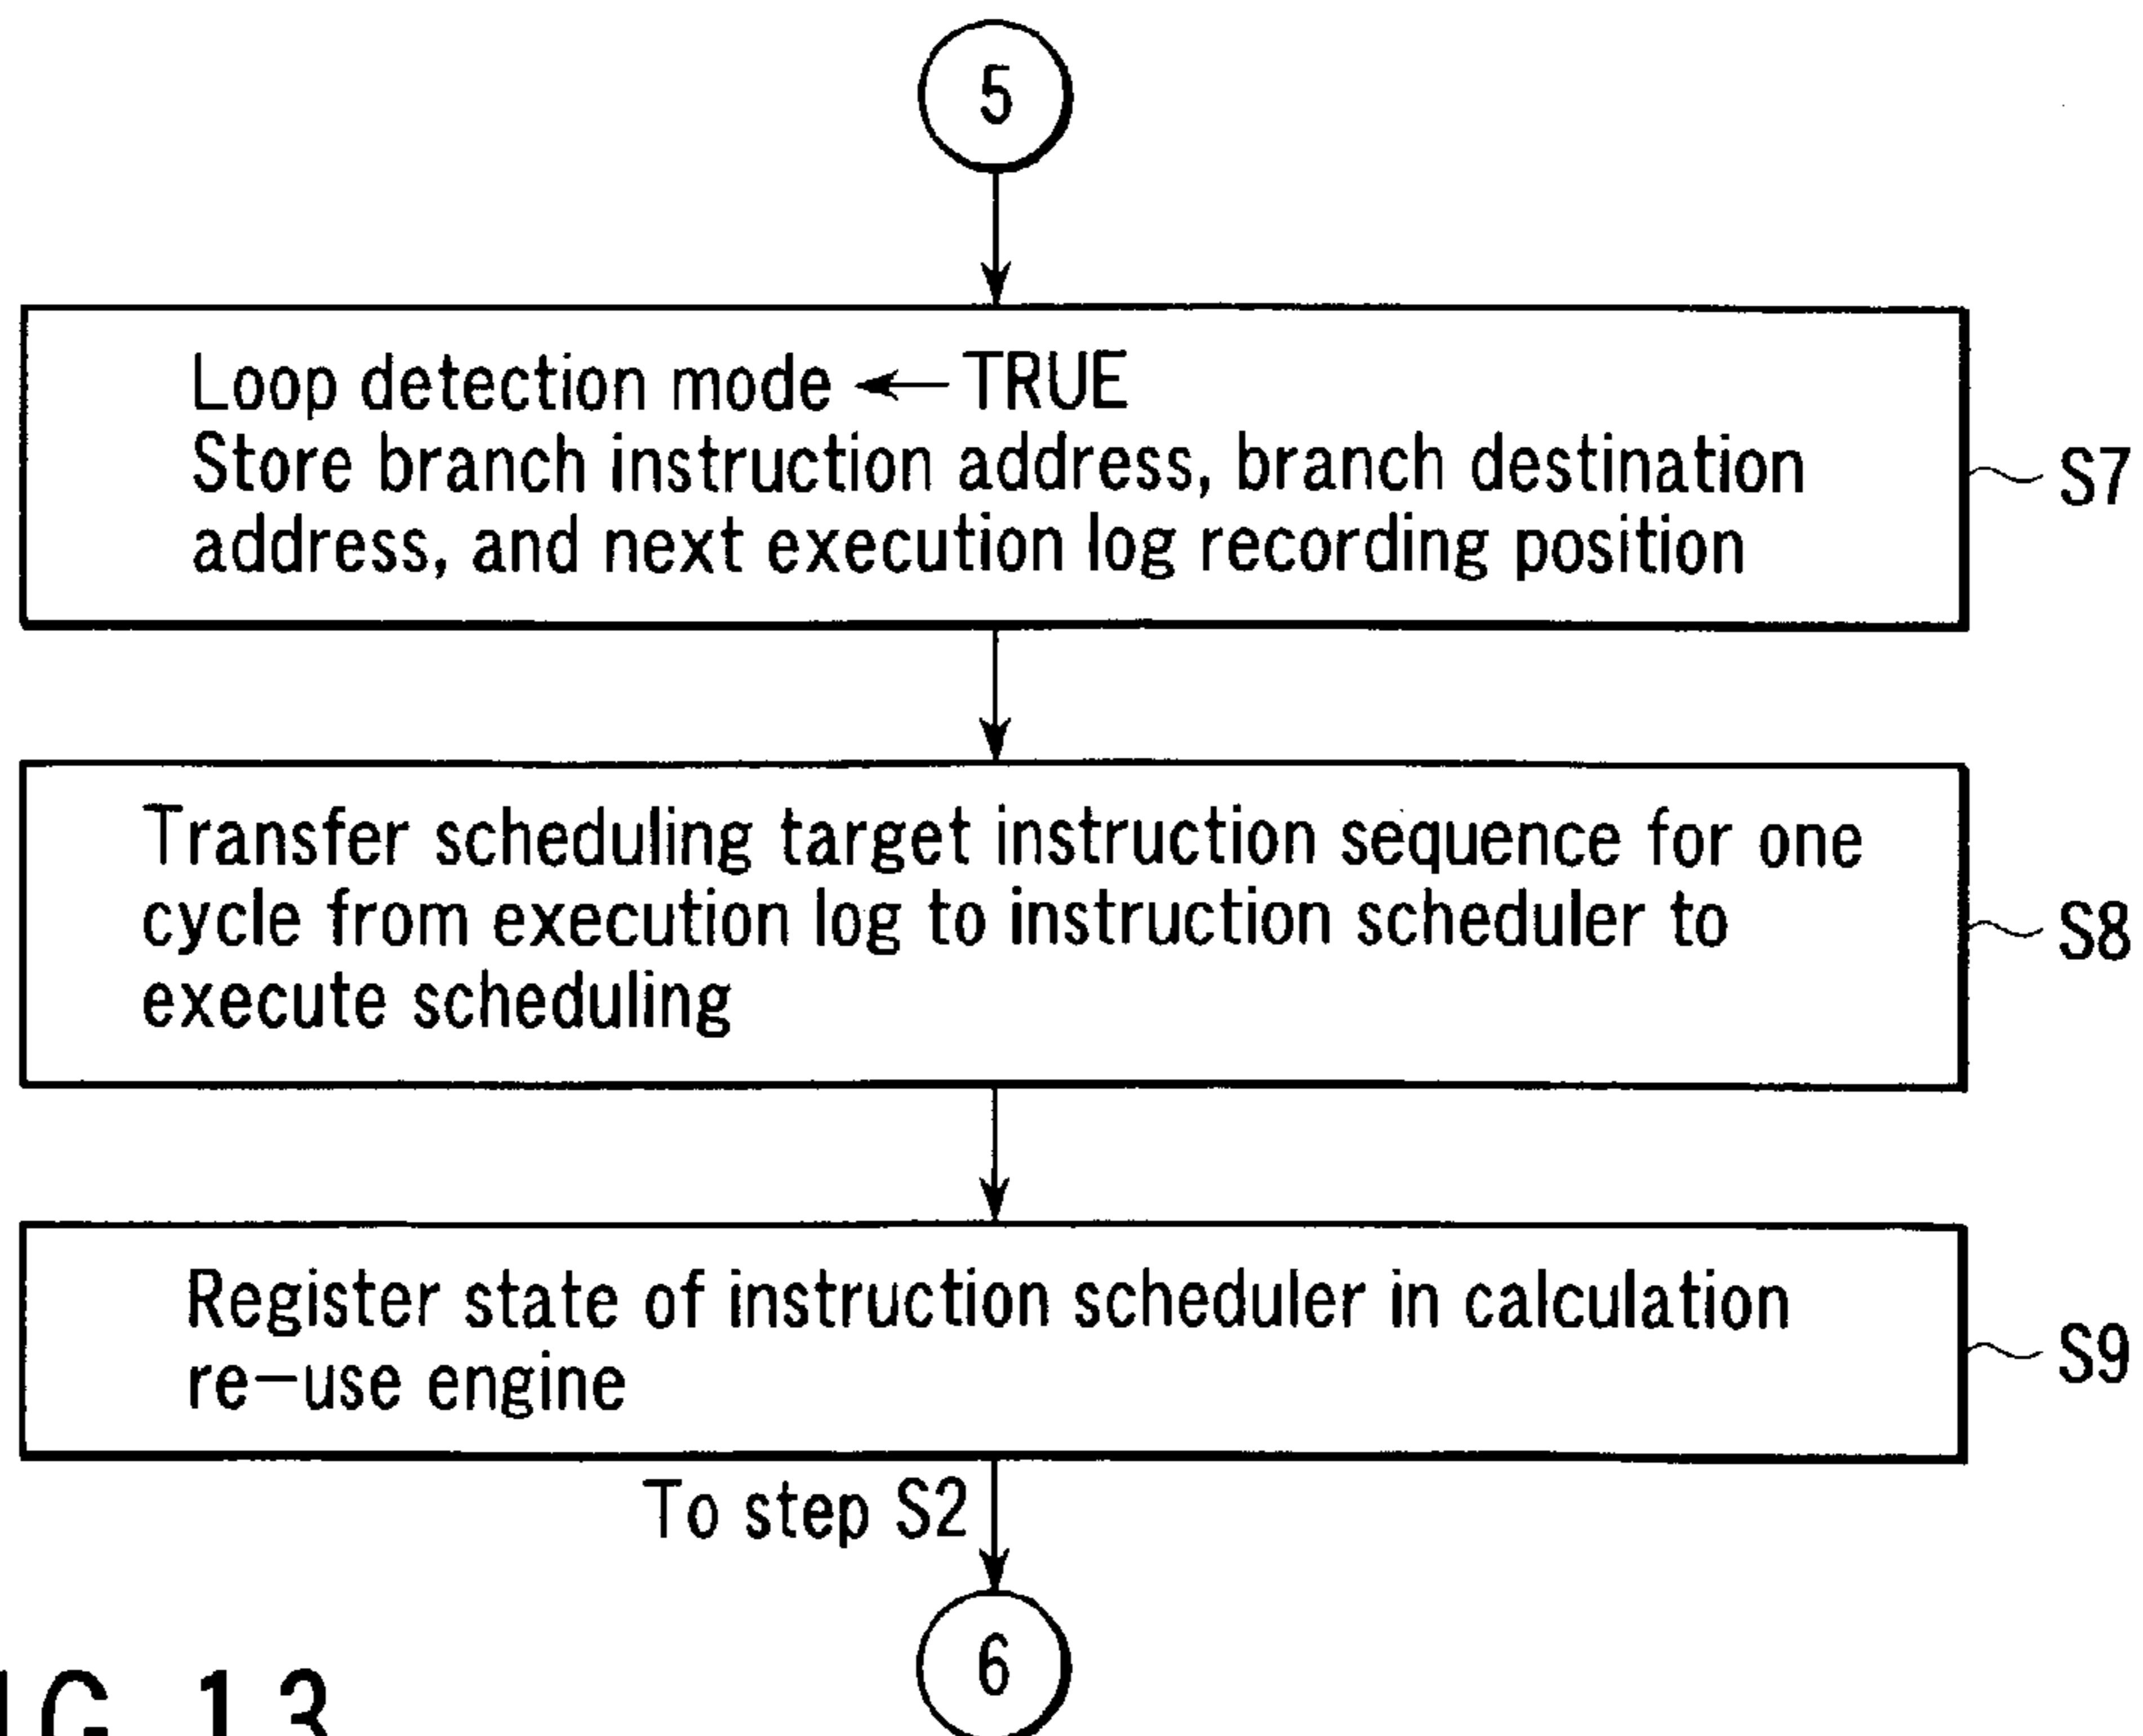 5
Loop detection mode ← TRUE
Store branch instruction address, branch destination
address, and next execution log recording position
S7
Transfer scheduling target instruction sequence for one
cycle from execution log to instruction scheduler to
execute scheduling
S8
Register state of instruction scheduler in calculation
re-use engine
S9
To step S2
6
IG. 13